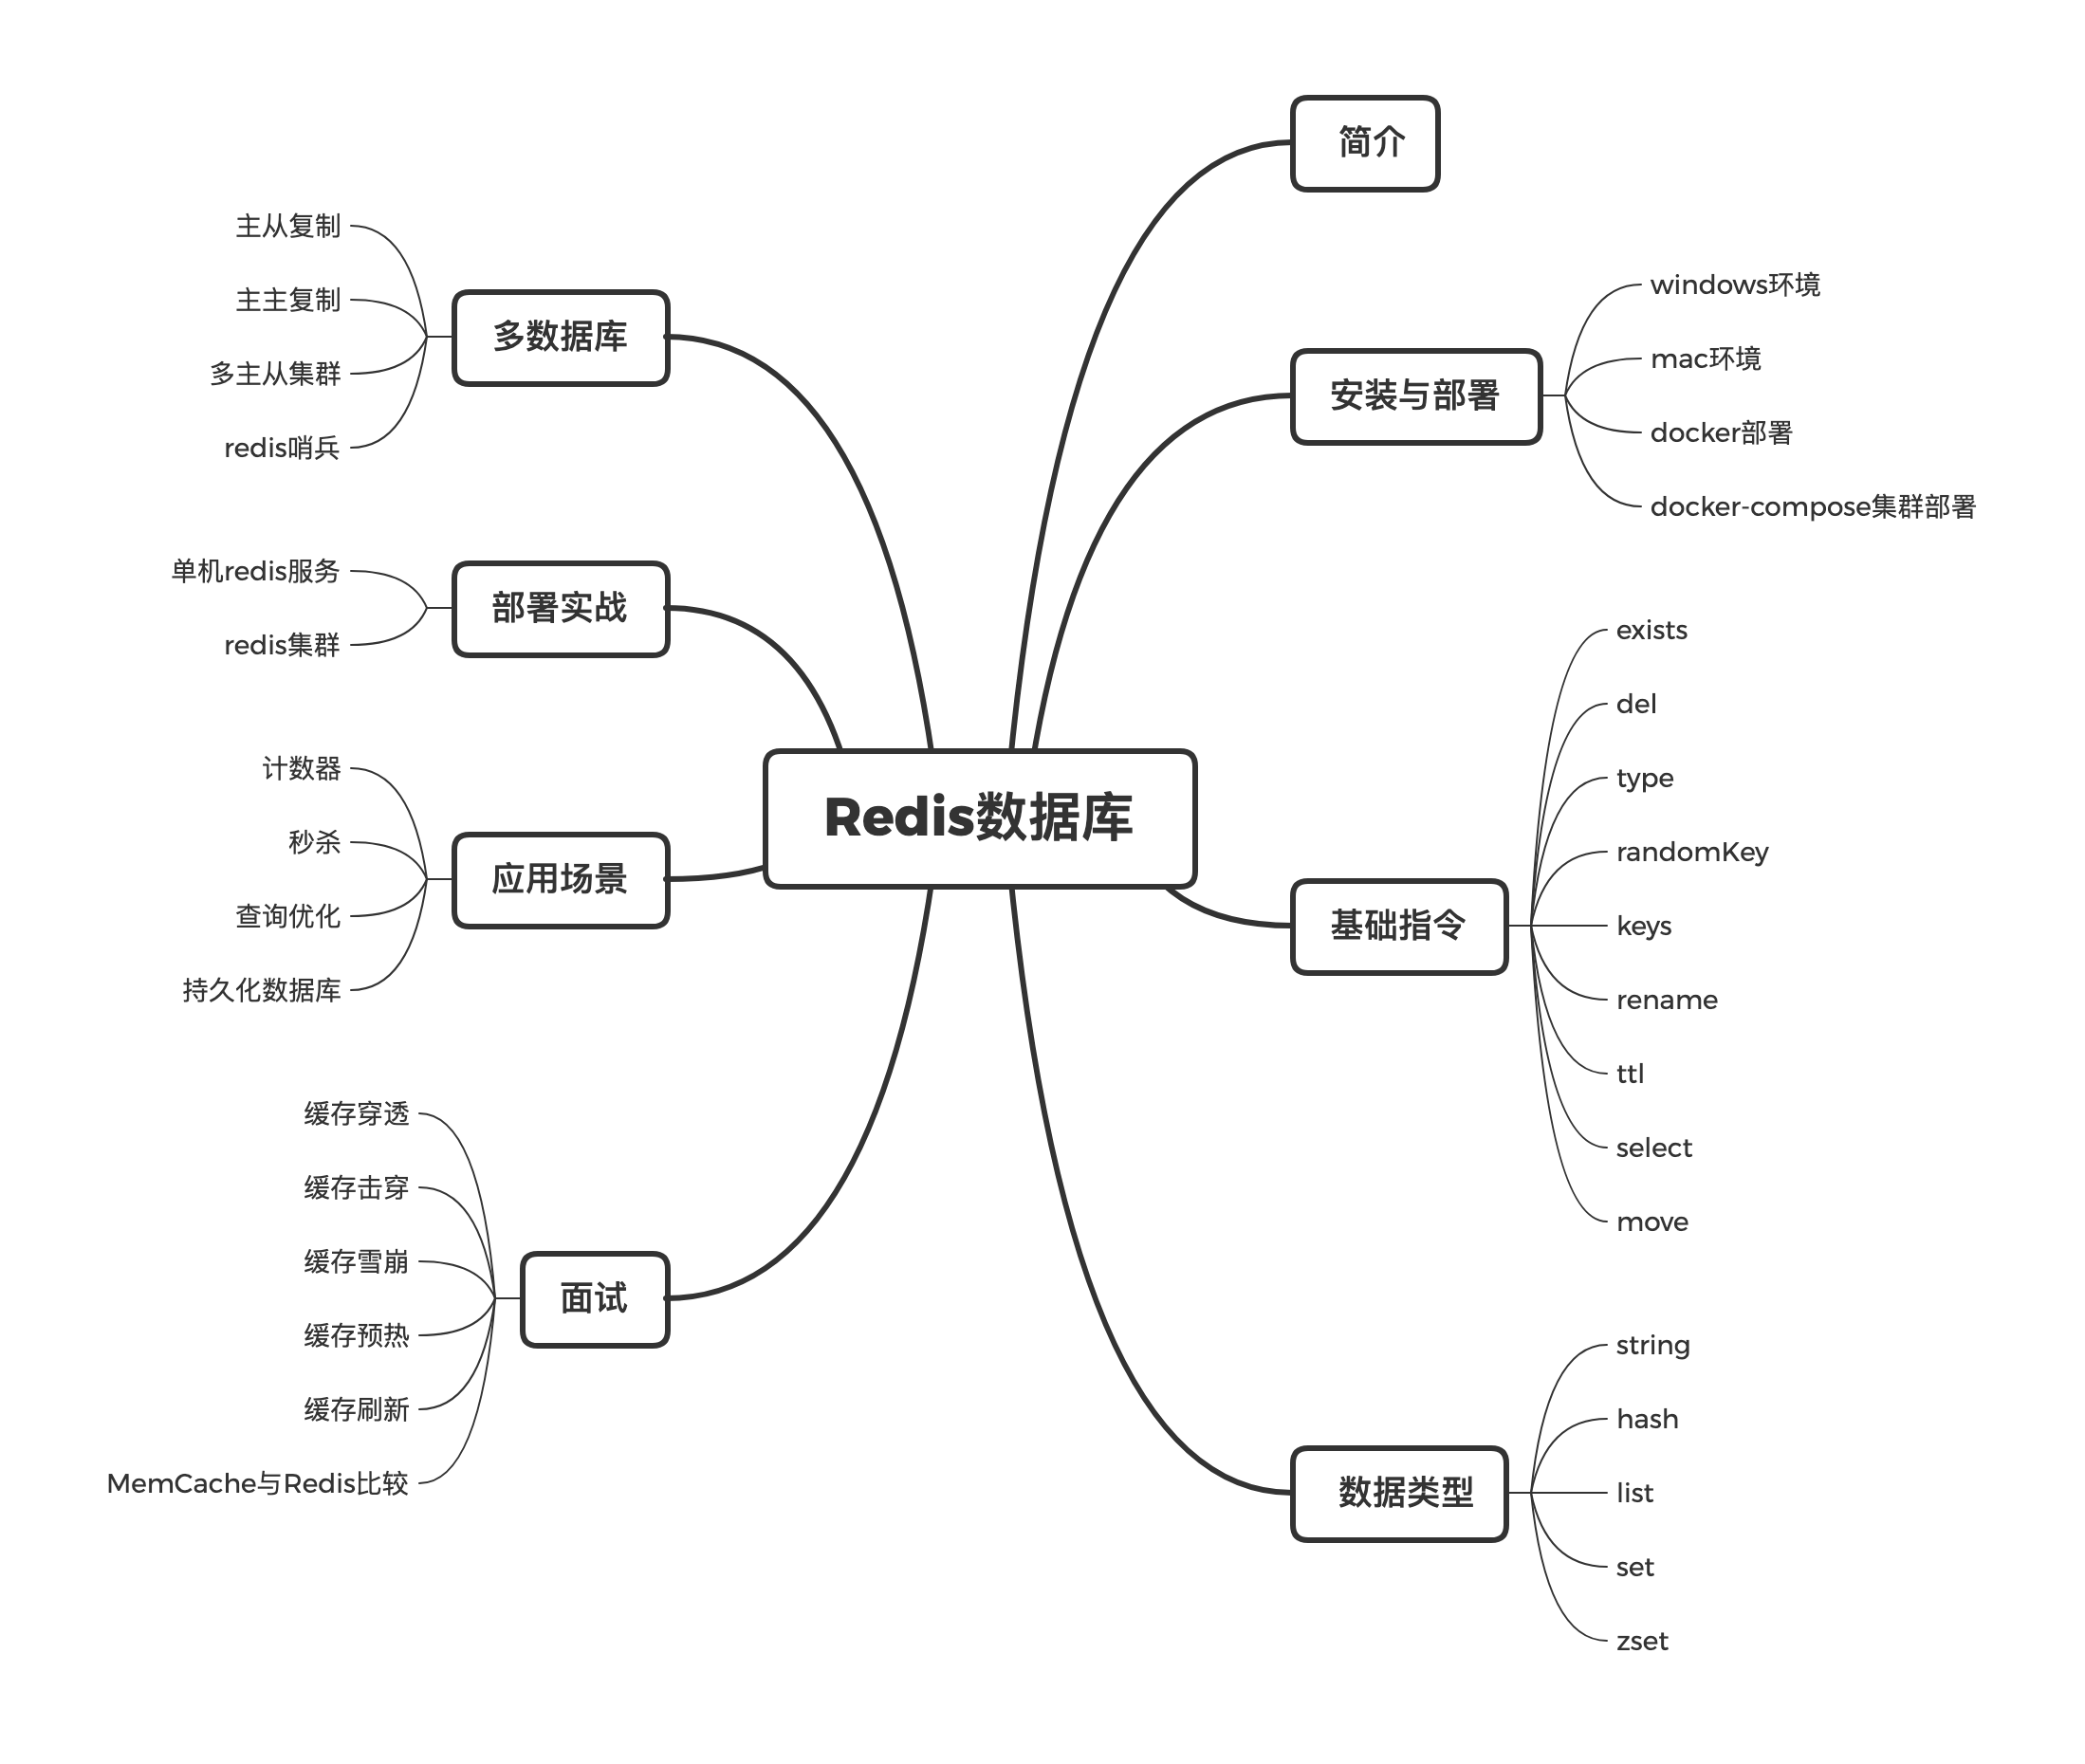 Redis数据库
简介
安装与部署
windows环境
mac环境
docker部署
docker-compose集群部署
基础指令
exists
del
type
randomKey
keys
rename
ttl
select
move
数据类型
string
hash
list
set
zset
多数据库
主从复制
主主复制
多主从集群
redis哨兵
部署实战
单机redis服务
redis集群
应用场景
计数器
秒杀
查询优化
持久化数据库
面试
缓存穿透
缓存击穿
缓存雪崩
缓存预热
缓存刷新
MemCache与Redis比较